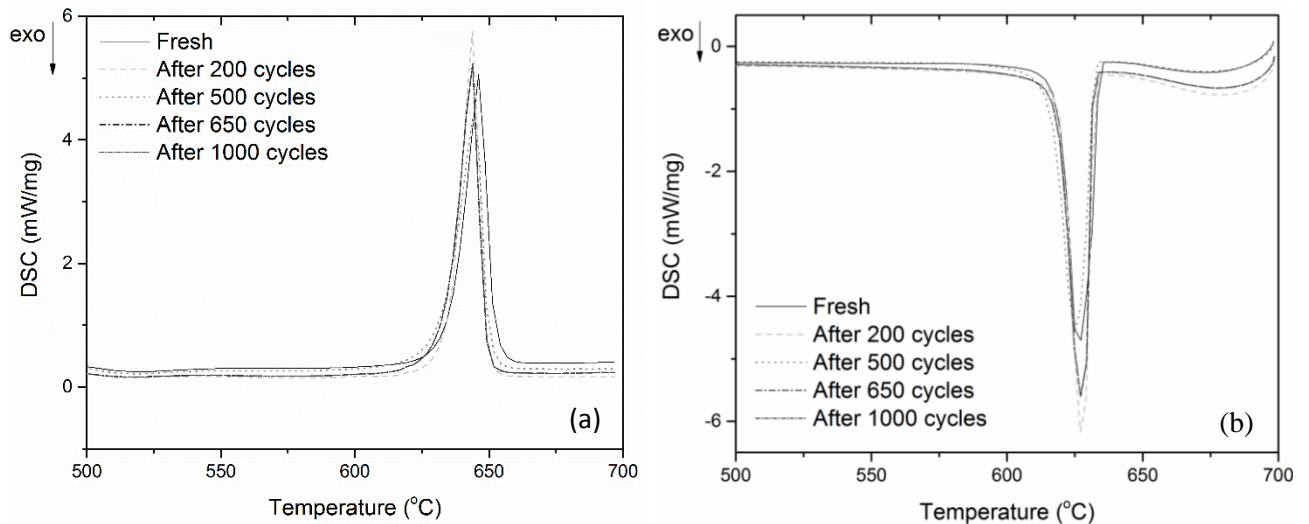 exo
6
4
2
0
DSC (mW/mg)
Fresh
After 200 cycles
After 500 cycles
After 650 cycles
After 1000 cycles
(a)
500
550
600
650
700
Temperature (°C)
exo
0
-2
-4
-6
DSC (mW/mg)
Fresh
After 200 cycles
After 500 cycles
After 650 cycles
After 1000 cycles
(b)
500
550
600
650
700
Temperature (°C)